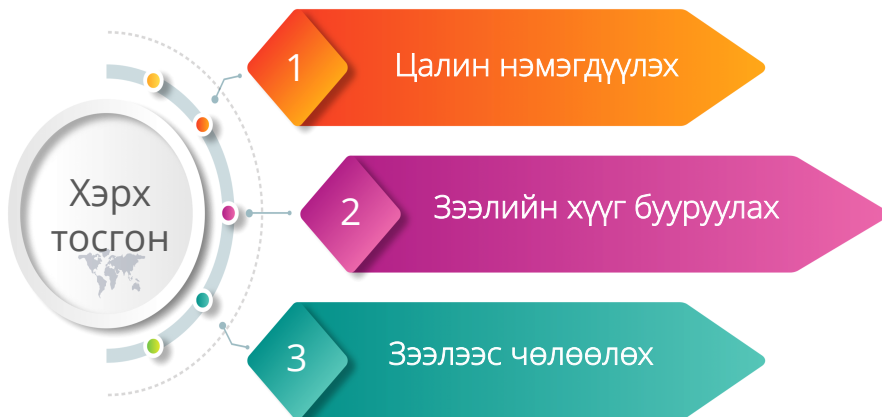 Хэрх
тосгон
1
Цалин нэмэгдүүлэх
2
Зээлийн хүүг бууруулах
3
Зээлээс чөлөөлөх